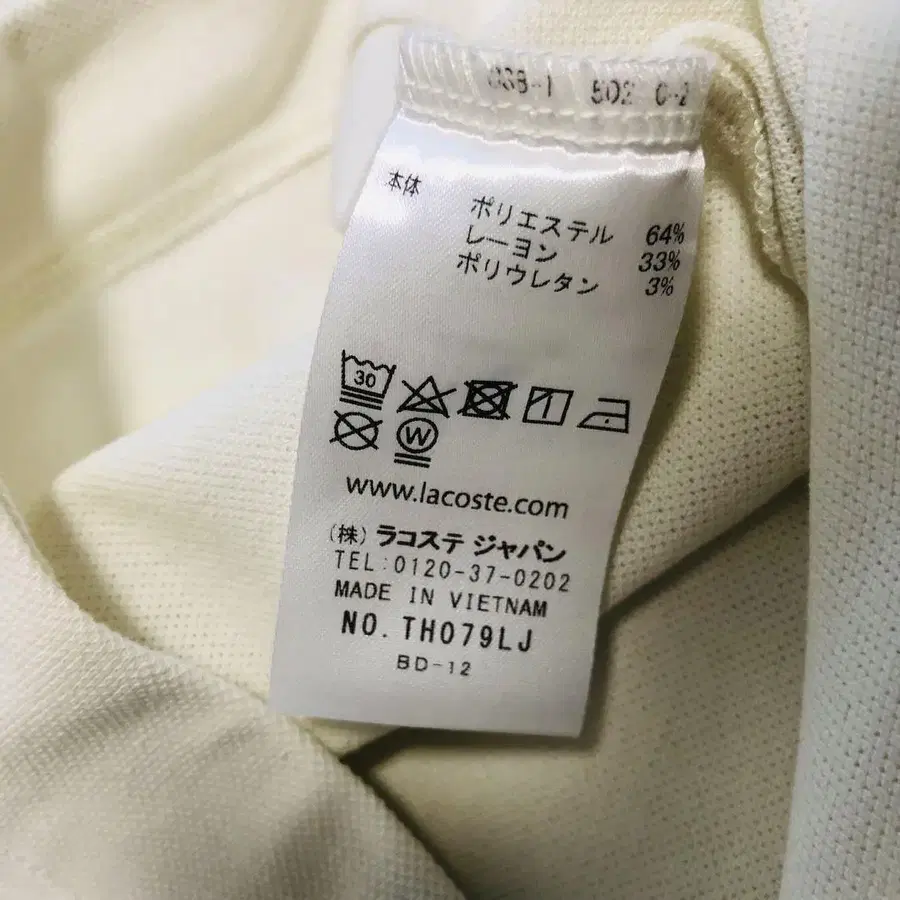 502 C-2
本体
ポリエステル 64%
レーヨン 33%
ポリウレタン 3%
30
W
www.lacoste.com
(株) ラコステ ジャパン
TEL:0120-37-0202
MADE IN VIETNAM
NO. TH079LJ
BD-12